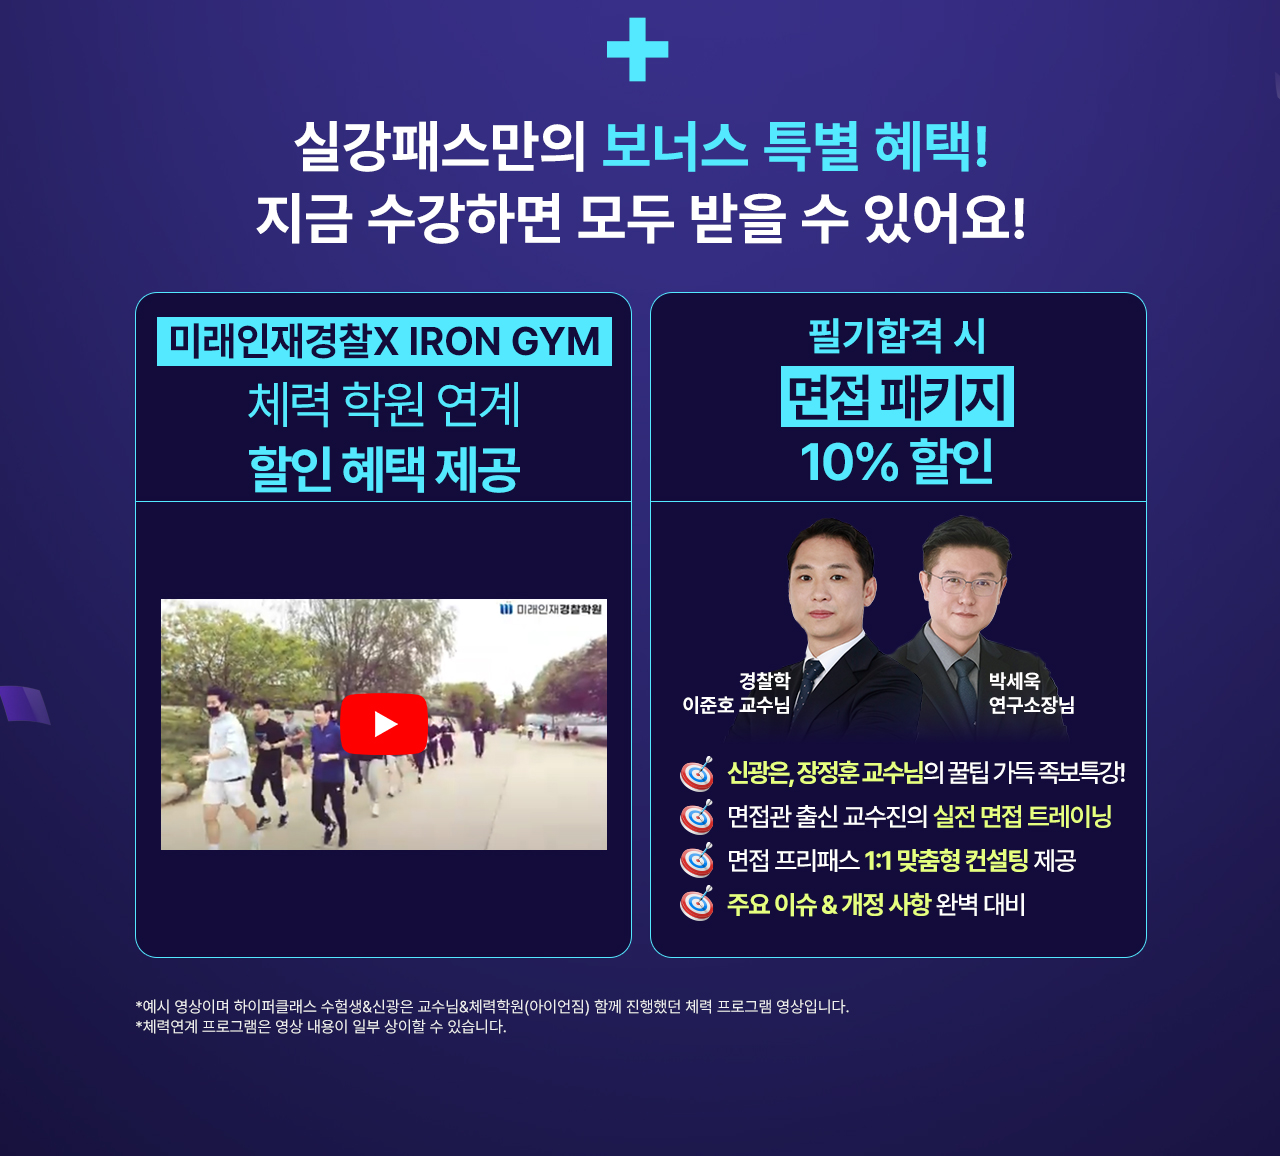 실강패스만의 보너스 특별 혜택!
지금 수강하면 모두 받을 수 있어요!
미래인재경찰X IRON GYM
체력 학원 연계
할인 혜택 제공
미래인재경찰학원
필기합격 시
면접 패키지
10% 할인
경찰학
이준호 교수님
박세욱
연구소장님
신광은, 장정훈 교수님의 꿀팁 가득 족보특강!
면접관 출신 교수진의 실전 면접 트레이닝
면접 프리패스 1:1 맞춤형 컨설팅 제공
주요 이슈 & 개정 사항 완벽 대비
*예시 영상이며 하이퍼클래스 수험생&신광은 교수님&체력학원(아이언짐) 함께 진행했던 체력 프로그램 영상입니다.
*체력연계 프로그램은 영상 내용이 일부 상이할 수 있습니다.